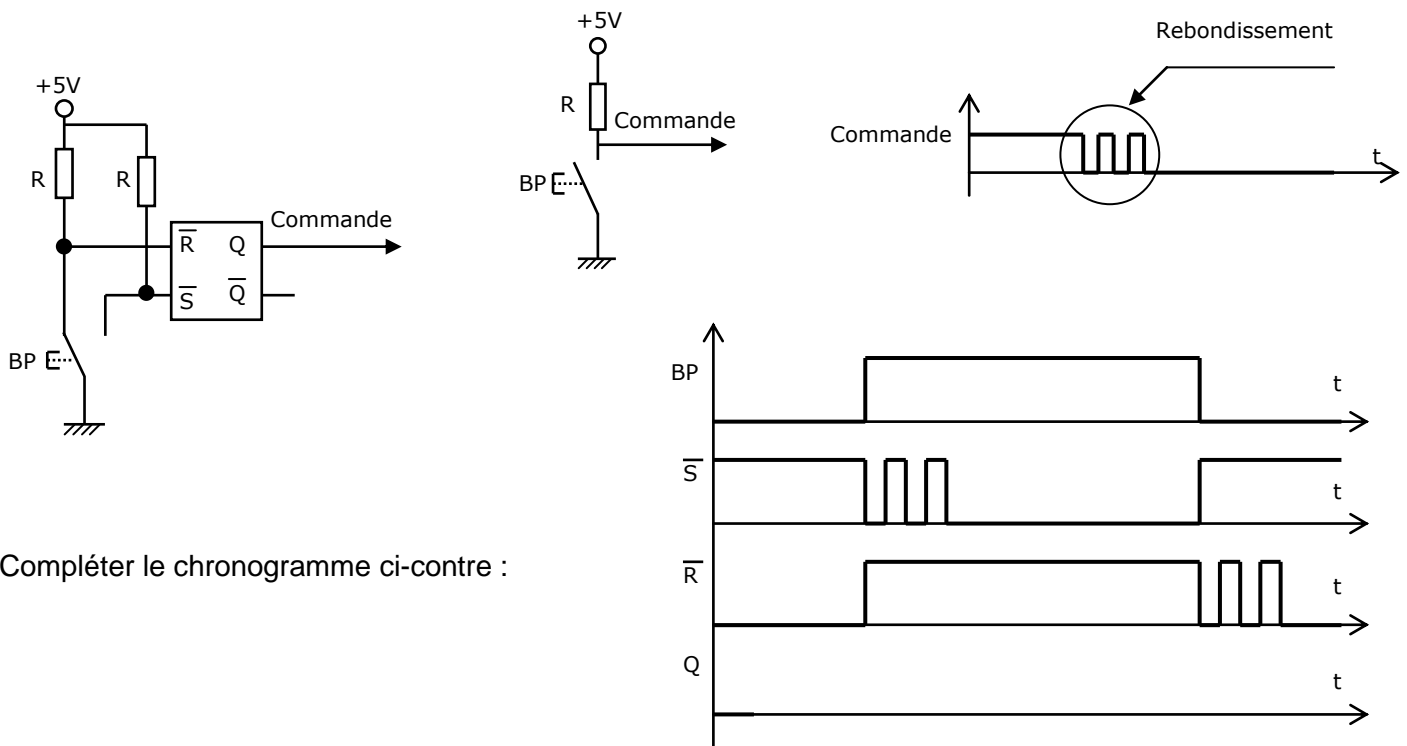 +5V
R
R
Commande
R̅ Q
S̅ Q̅
BP
+5V
R
Commande
BP
Rebondissement
Commande
t
Compléter le chronogramme ci-contre :
BP
t
S̅
t
R̅
t
Q
t